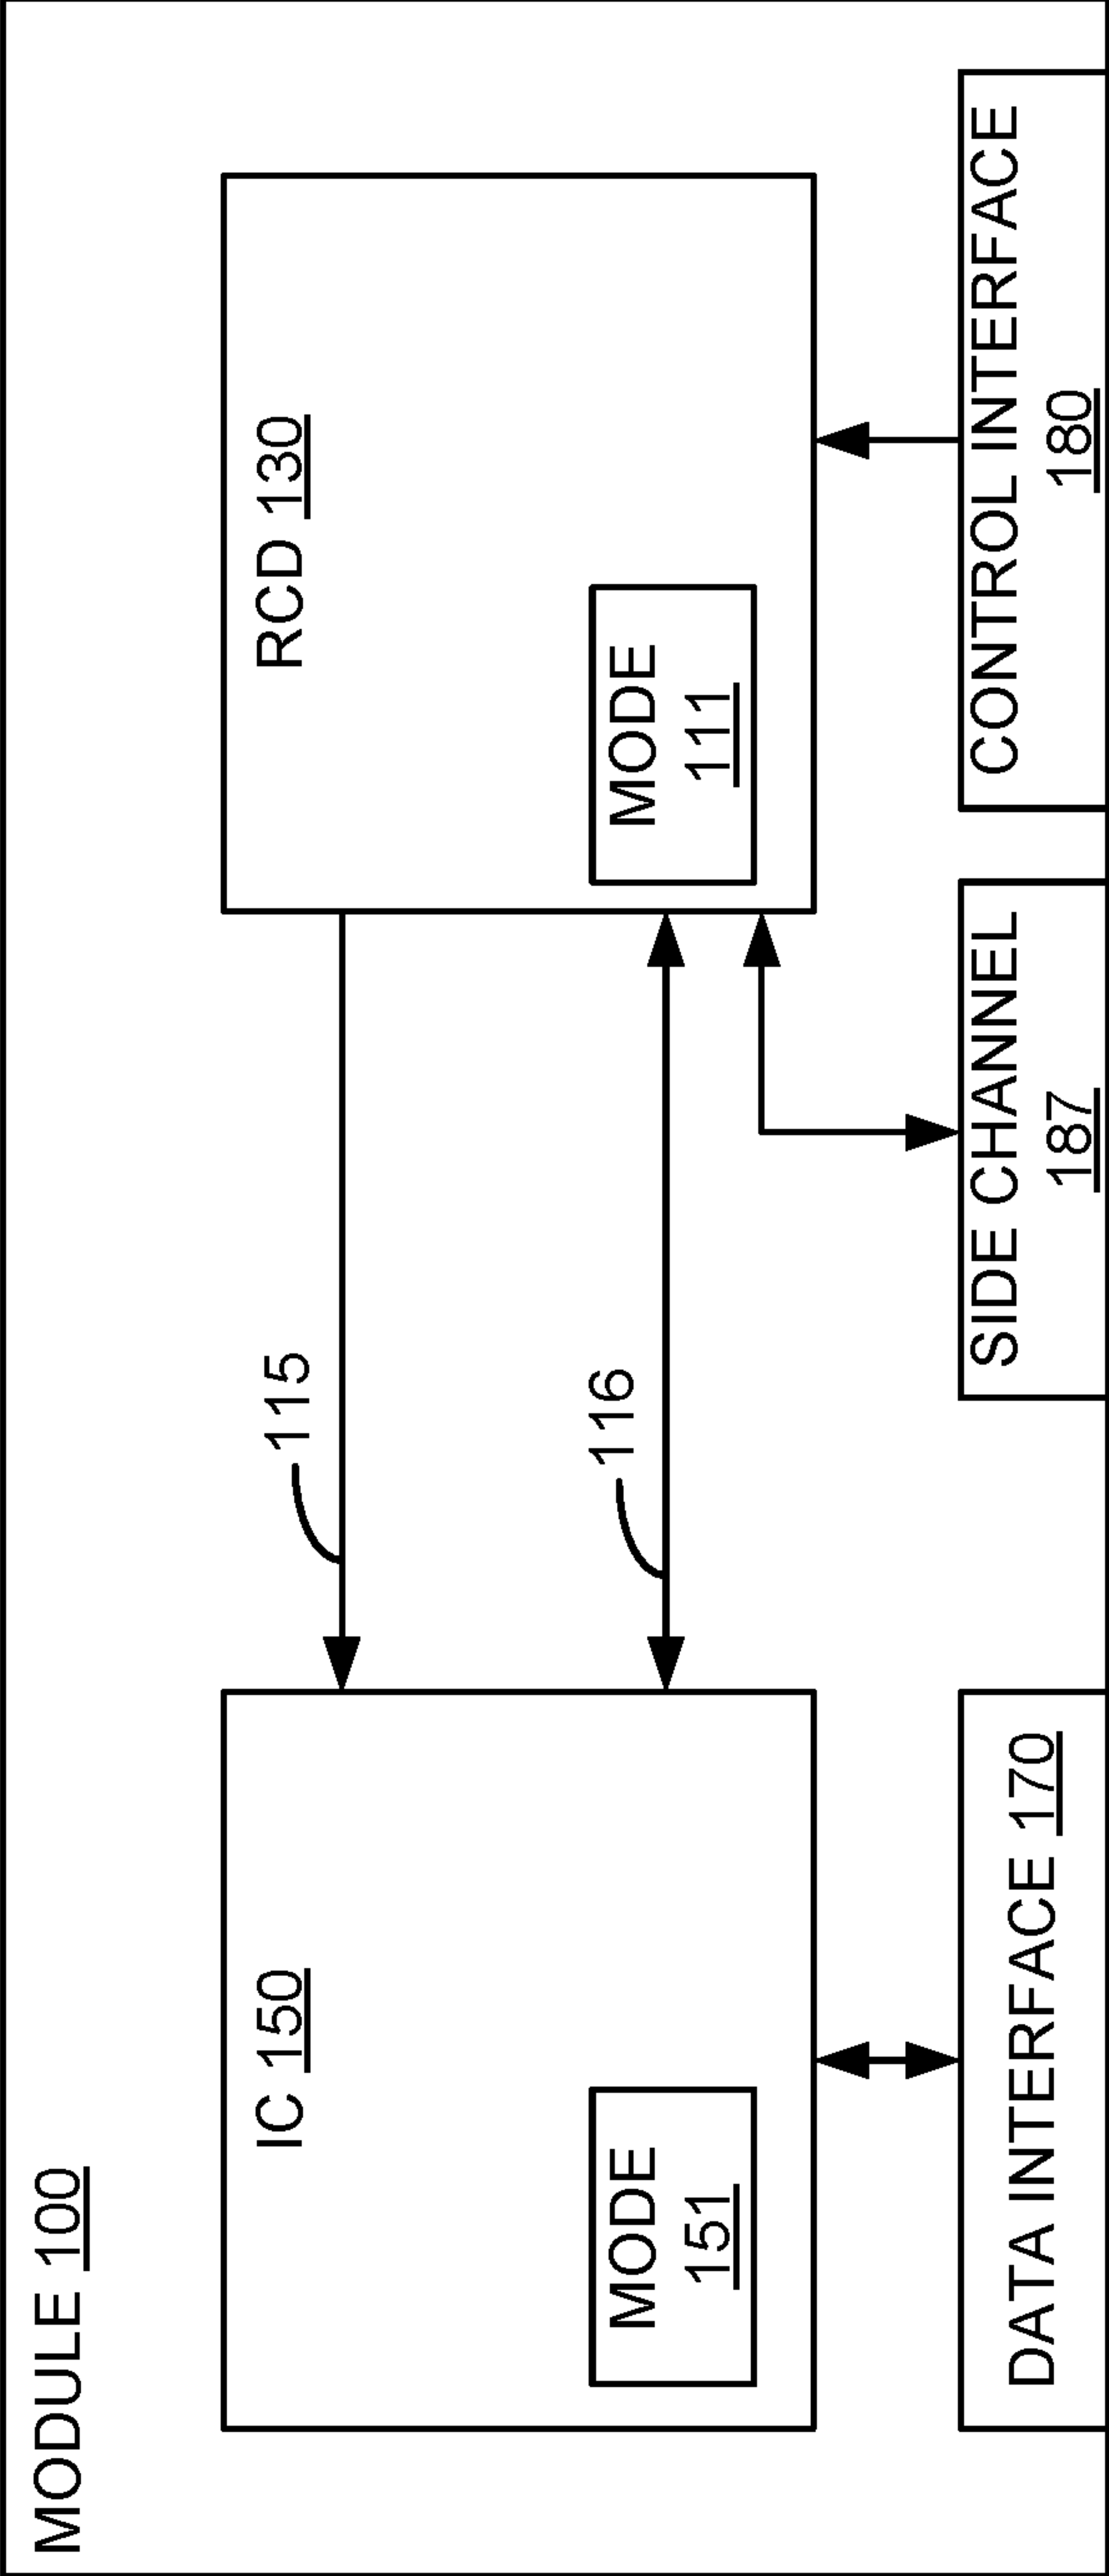 MODULE 100
IC 150
MODE
151
115
116
RCD 130
MODE
111
DATA INTERFACE 170
SIDE CHANNEL
187
CONTROL INTERFACE
180